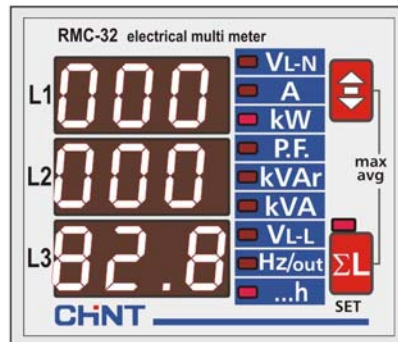 RMC-32 electrical multi meter
L1 000
L2 000
L3 82.8
VL-N
A
kW
P.F.
kVAr
kVA
VL-L
Hz/out
...h
max
avg
ΣL
SET
CHNT